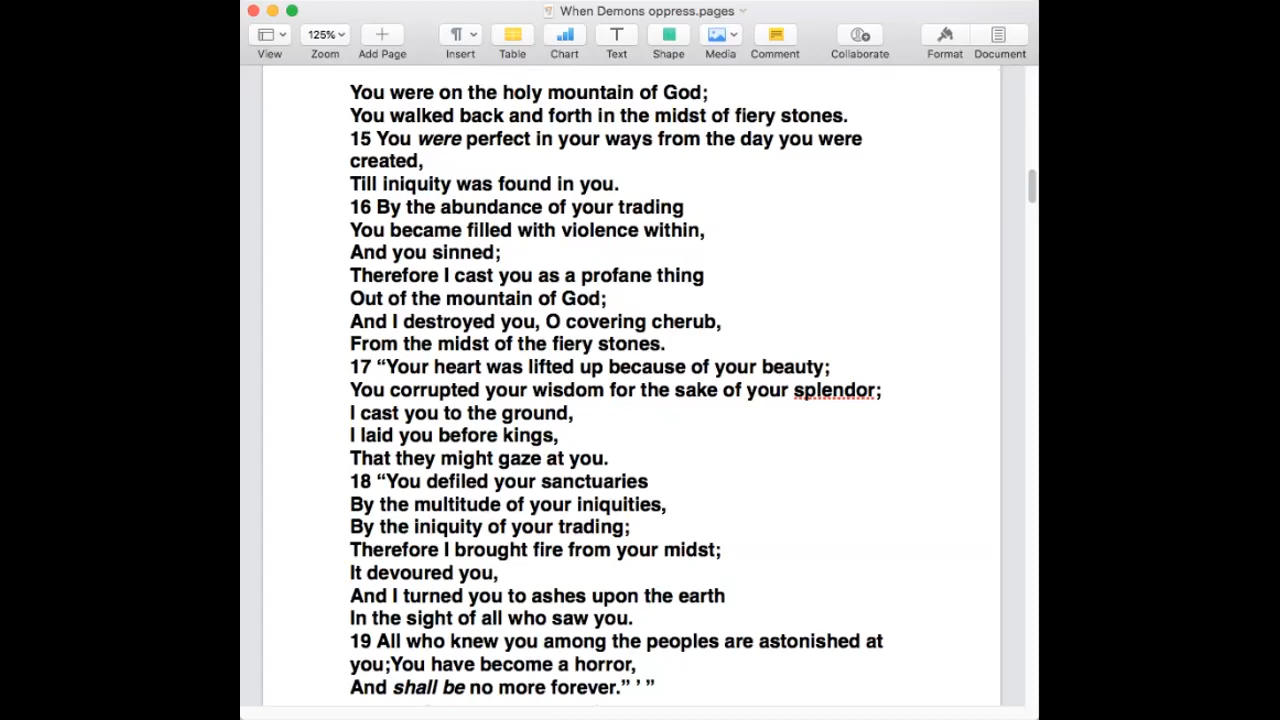 When Demons oppress.pages
125%
View Zoom Add Page Insert Table Chart Text Shape Media Comment Collaborate Format Document
You were on the holy mountain of God;
You walked back and forth in the midst of fiery stones.
15 You were perfect in your ways from the day you were
created,
Till iniquity was found in you.
16 By the abundance of your trading
You became filled with violence within,
And you sinned;
Therefore I cast you as a profane thing
Out of the mountain of God;
And I destroyed you, O covering cherub,
From the midst of the fiery stones.
17 “Your heart was lifted up because of your beauty;
You corrupted your wisdom for the sake of your splendor;
I cast you to the ground,
I laid you before kings,
That they might gaze at you.
18 “You defiled your sanctuaries
By the multitude of your iniquities,
By the iniquity of your trading;
Therefore I brought fire from your midst;
It devoured you,
And I turned you to ashes upon the earth
In the sight of all who saw you.
19 All who knew you among the peoples are astonished at
you;You have become a horror,
And shall be no more forever.” ’ ”